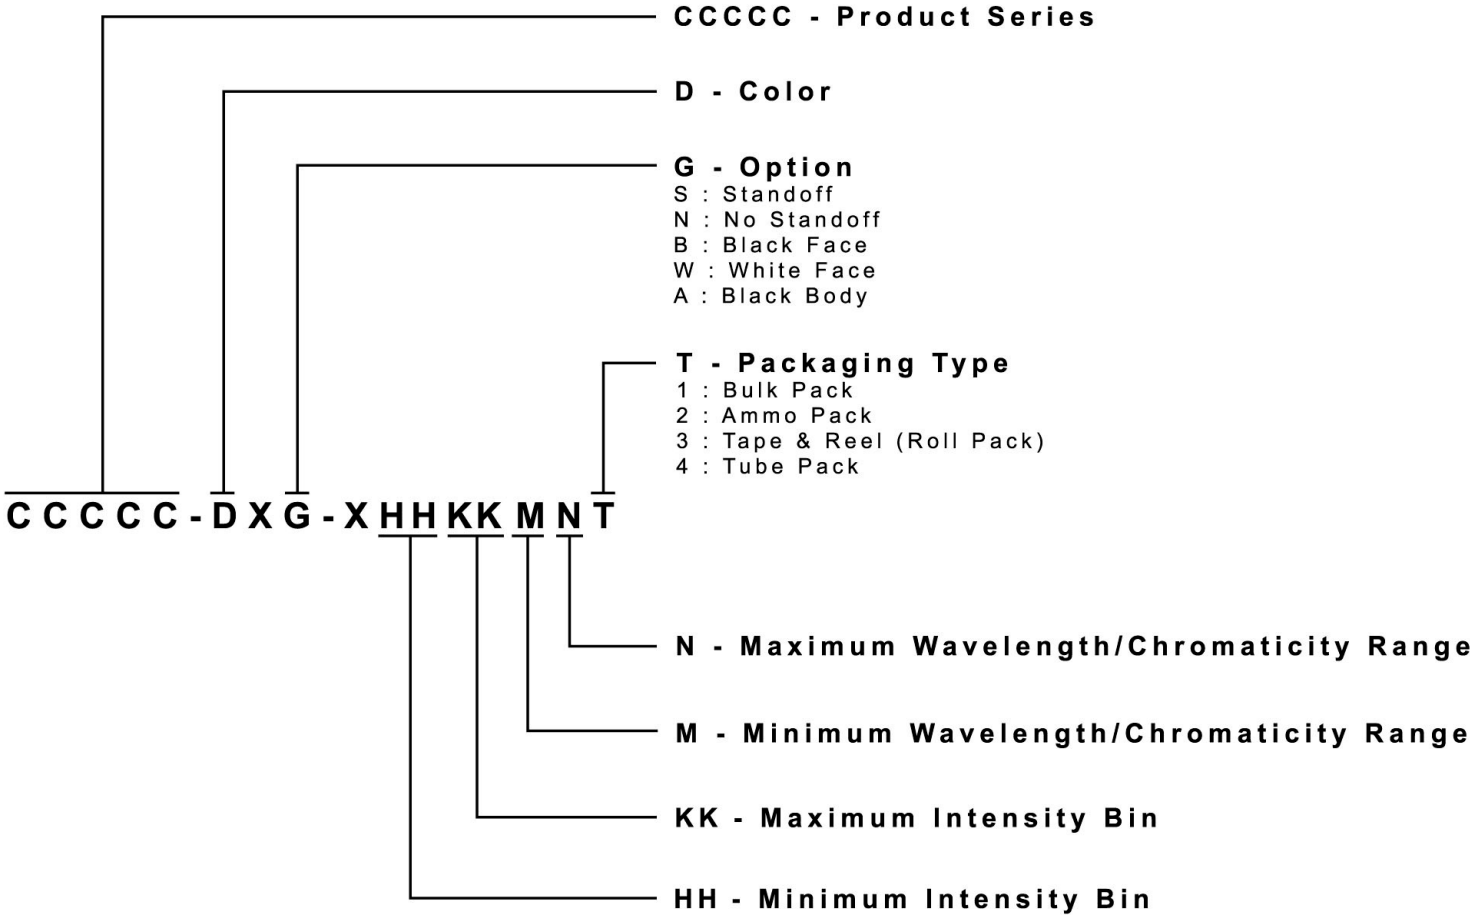 CCCCC - Product Series
D - Color
G - Option
S : Standoff
N : No Standoff
B : Black Face
W : White Face
A : Black Body
T - Packaging Type
1 : Bulk Pack
2 : Ammo Pack
3 : Tape & Reel (Roll Pack)
4 : Tube Pack
CCCCC-DXG-XHHKKMNT
N - Maximum Wavelength/Chromaticity Range
M - Minimum Wavelength/Chromaticity Range
KK - Maximum Intensity Bin
HH - Minimum Intensity Bin